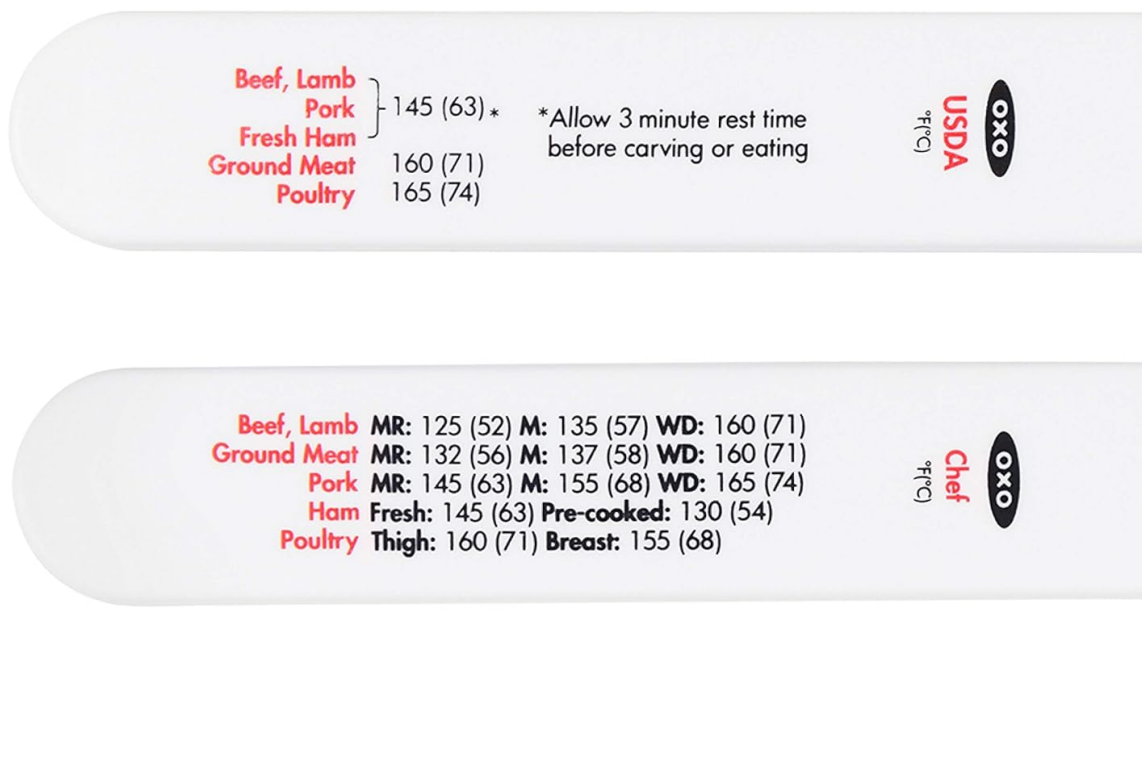 Beef, Lamb
Pork
Fresh Ham
145 (63)*
Ground Meat 160 (71)
Poultry 165 (74)
*Allow 3 minute rest time
before carving or eating
USDA
°F(°C)
OXO
Beef, Lamb MR: 125 (52) M: 135 (57) WD: 160 (71)
Ground Meat MR: 132 (56) M: 137 (58) WD: 160 (71)
Pork MR: 145 (63) M: 155 (68) WD: 165 (74)
Ham Fresh: 145 (63) Pre-cooked: 130 (54)
Poultry Thigh: 160 (71) Breast: 155 (68)
Chef
°F(°C)
OXO